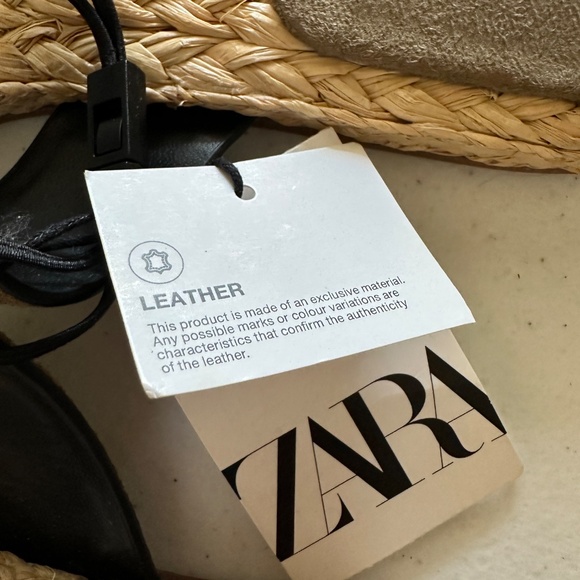 LEATHER
This product is made of an exclusive material.
Any possible marks or colour variations are
characteristics that confirm the authenticity
of the leather.
ZARA